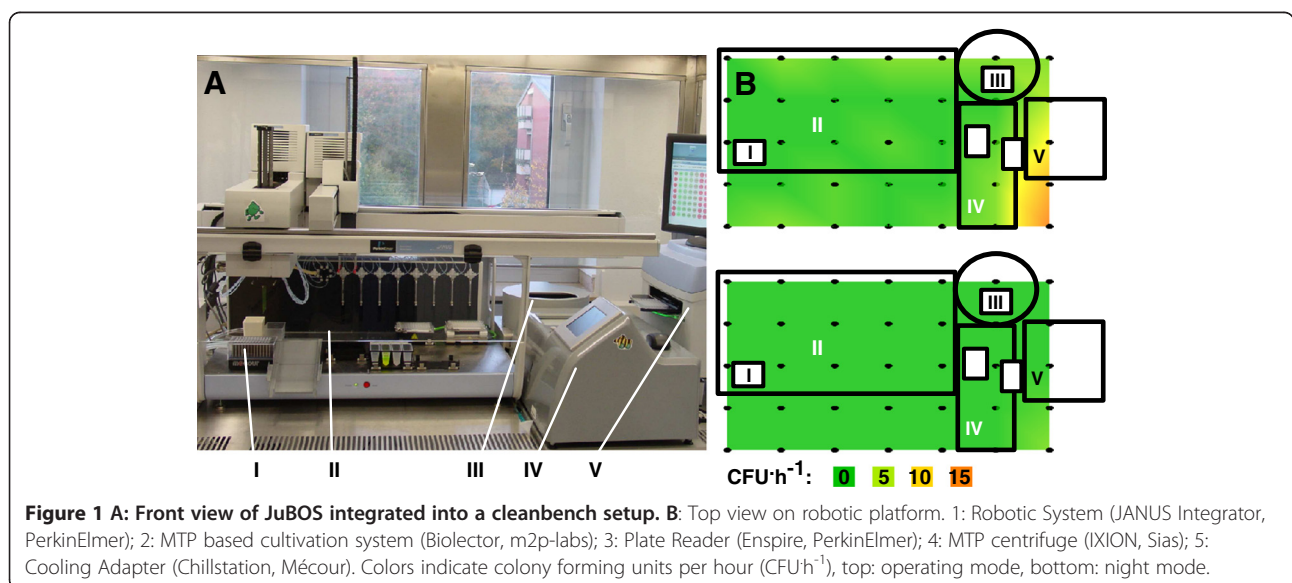 A
B
III
II
I
V
IV
III
II
I
V
IV
I II III IV V
CFU·h⁻¹: 0 5 10 15
Figure 1 A: Front view of JuBOS integrated into a cleanbench setup. B: Top view on robotic platform. 1: Robotic System (JANUS Integrator,
PerkinElmer); 2: MTP based cultivation system (Biolector, m2p-labs); 3: Plate Reader (Enspire, PerkinElmer); 4: MTP centrifuge (IXION, Sias); 5:
Cooling Adapter (Chillstation, Mécour). Colors indicate colony forming units per hour (CFU·h⁻¹), top: operating mode, bottom: night mode.